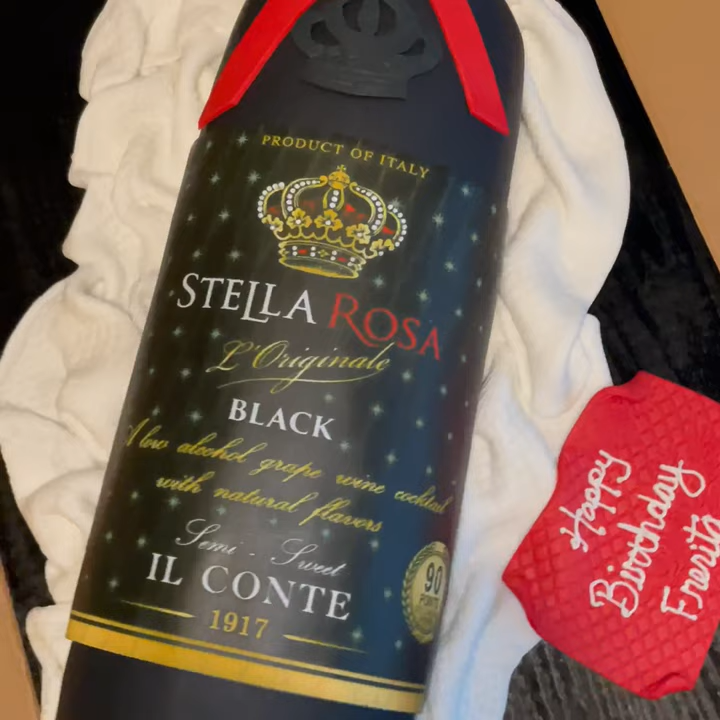 PRODUCT OF ITALY
STELLA ROSA
L'Originale
BLACK
A low alcohol grape wine cocktail
with natural flavors
Semi - Sweet
IL CONTE
1917
90
POINTS
Happy
Birthday